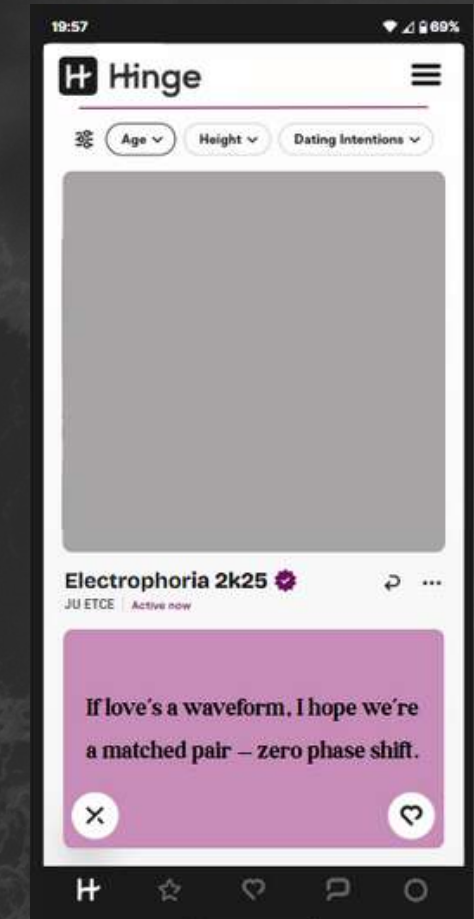 19:57
69%
Hinge
Age
Height
Dating Intentions
Electrophoria 2k25
JU ETCE
Active now
If love's a waveform, I hope we're
a matched pair – zero phase shift.